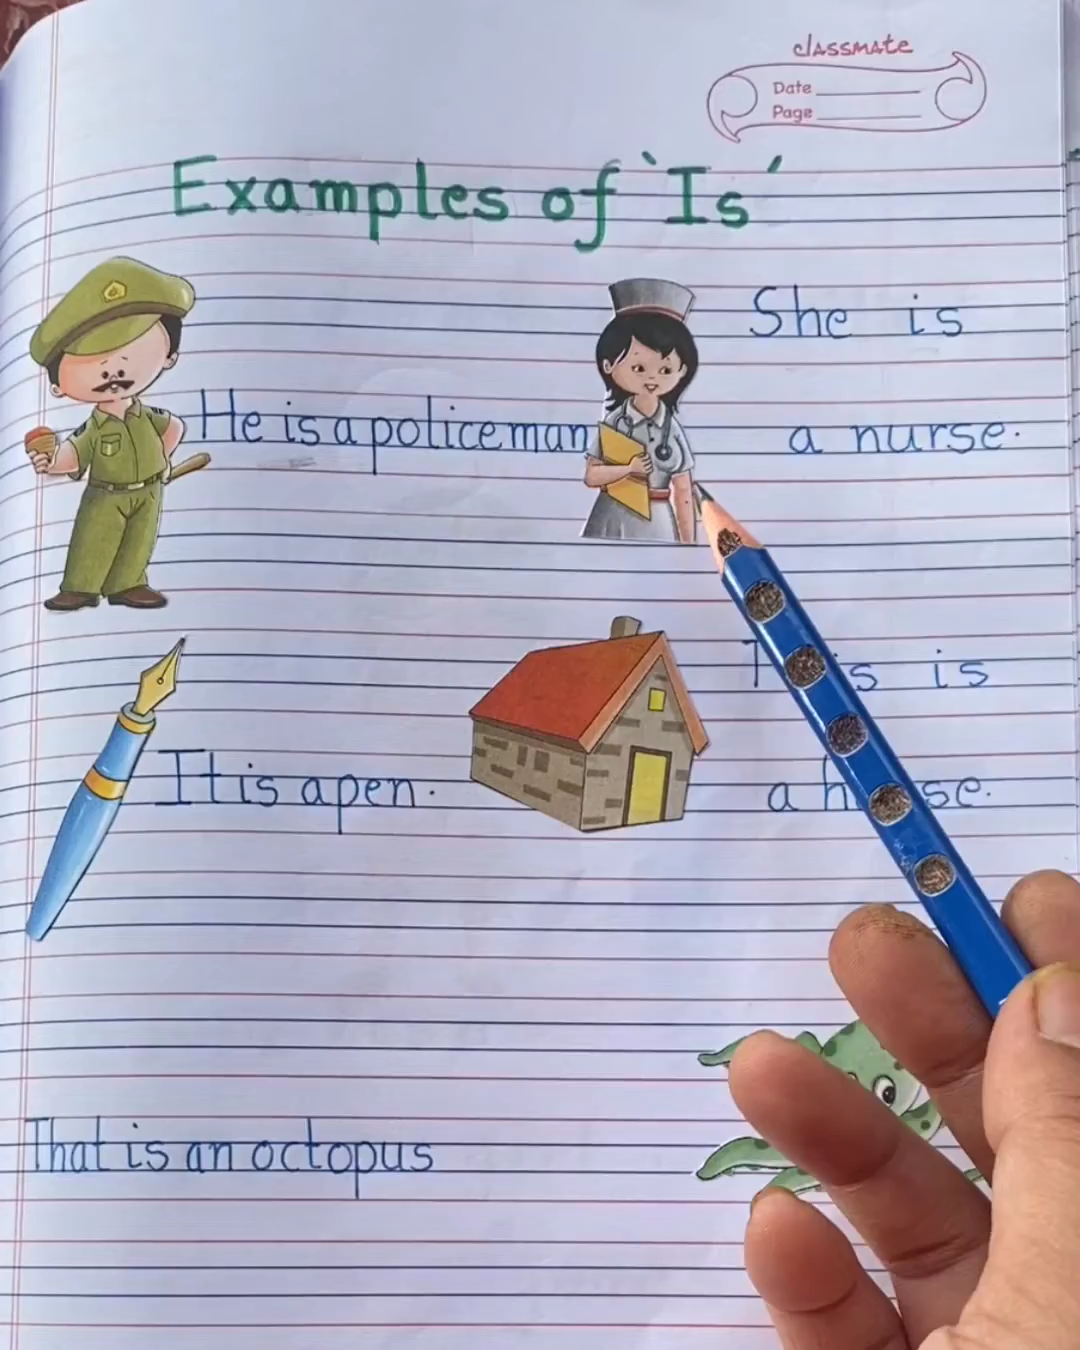 classmate
Date
Page
Examples of 'Is'
He is a policeman
She is
a nurse.
It is a pen.
is
a
That is an octopus